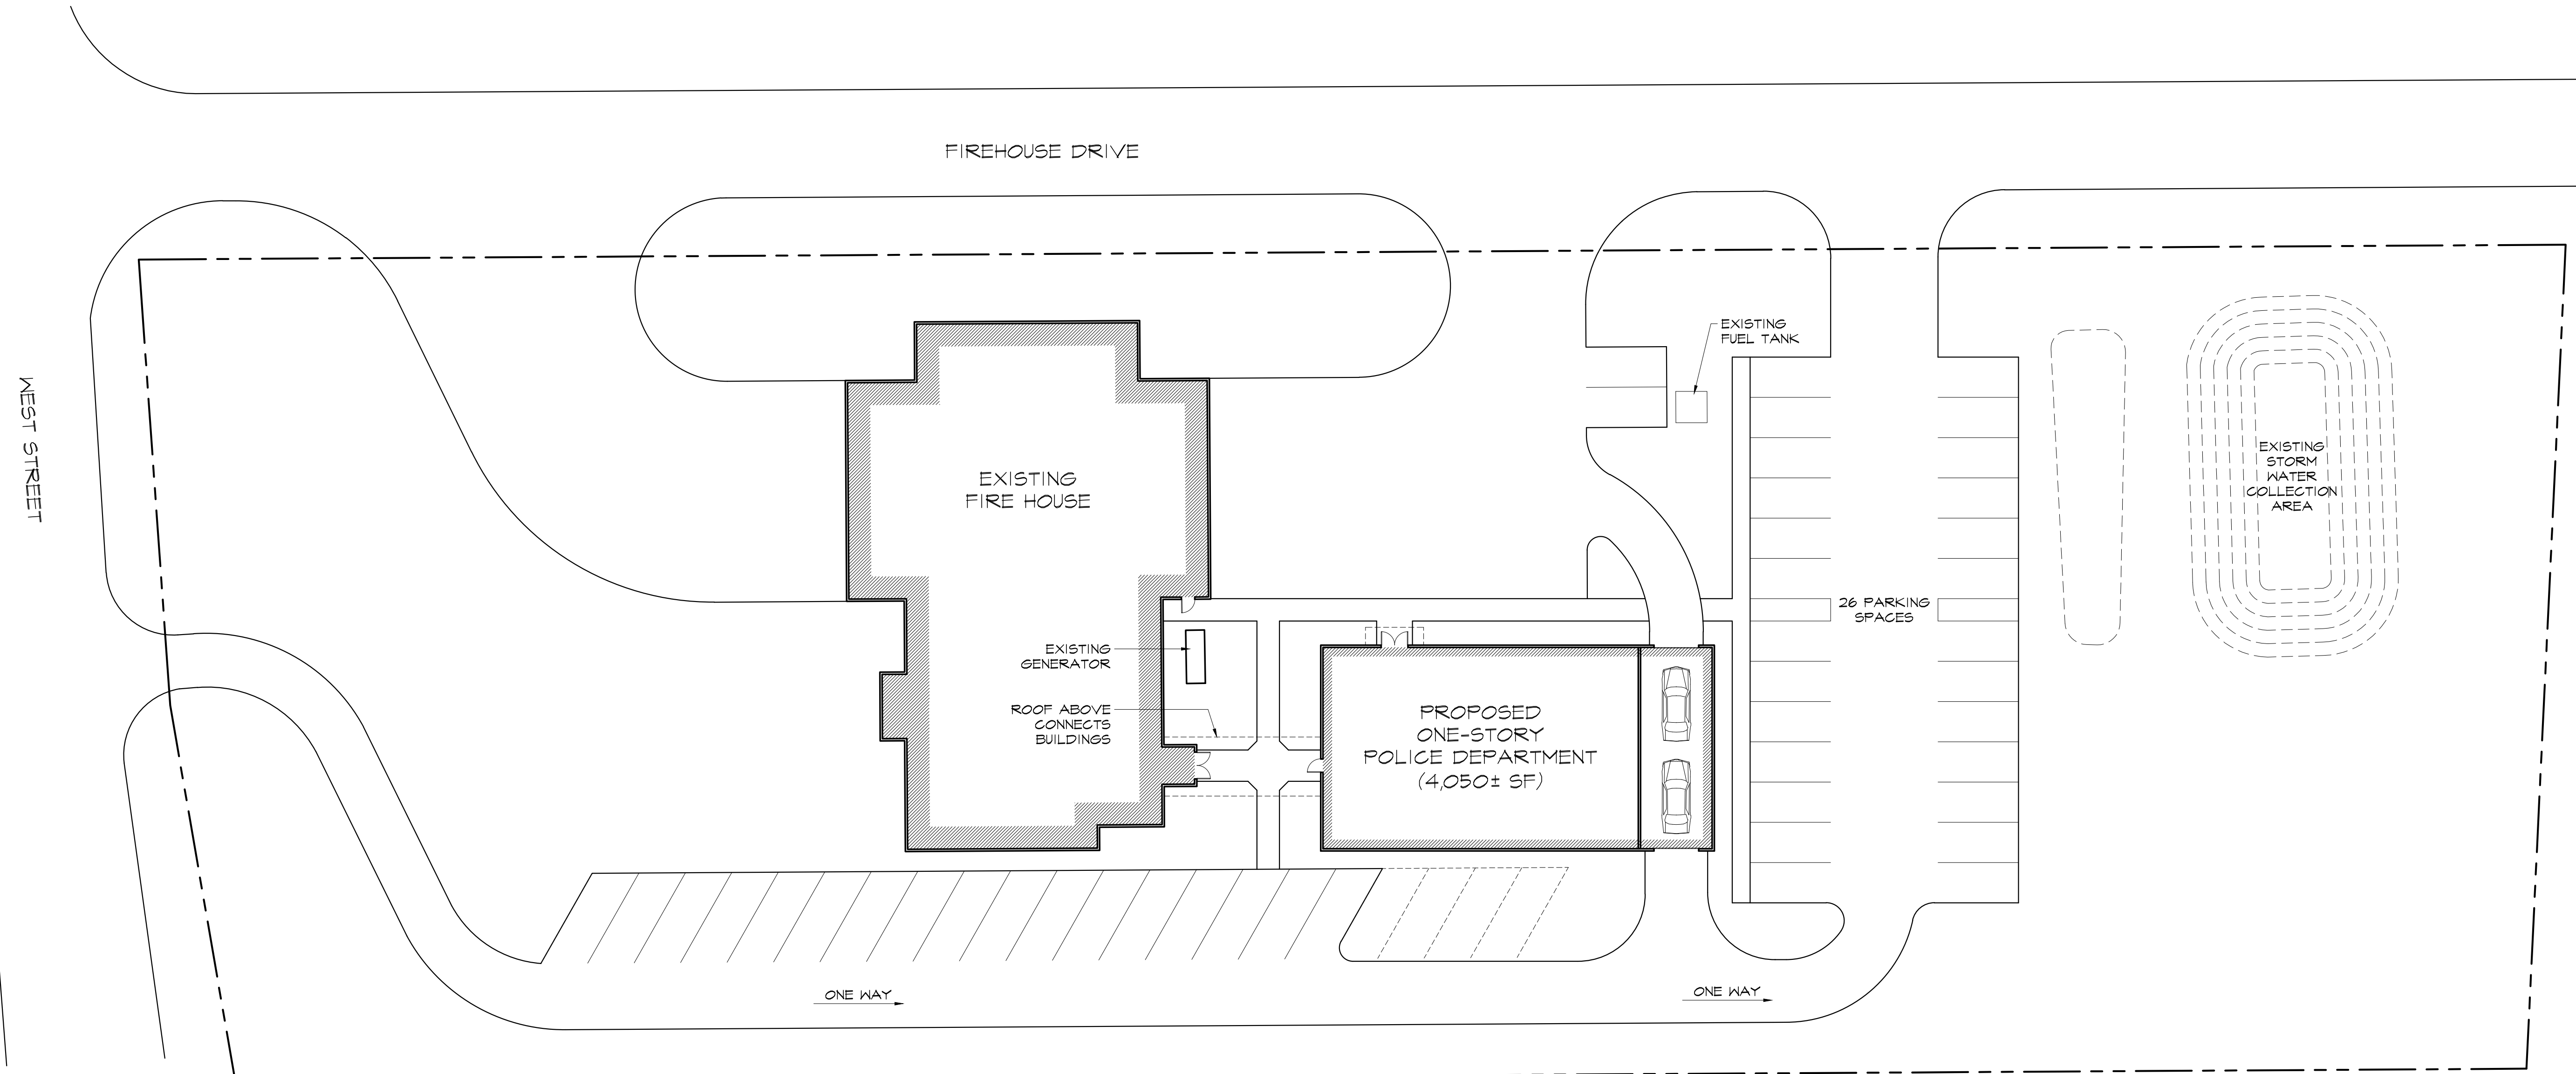 FIREHOUSE DRIVE
WEST STREET
EXISTING
FUEL TANK
EXISTING
FIRE HOUSE
EXISTING
STORM
WATER
COLLECTION
AREA
26 PARKING
SPACES
EXISTING
GENERATOR
ROOF ABOVE
CONNECTS
BUILDINGS
PROPOSED
ONE-STORY
POLICE DEPARTMENT
(4,050± SF)
ONE WAY
ONE WAY